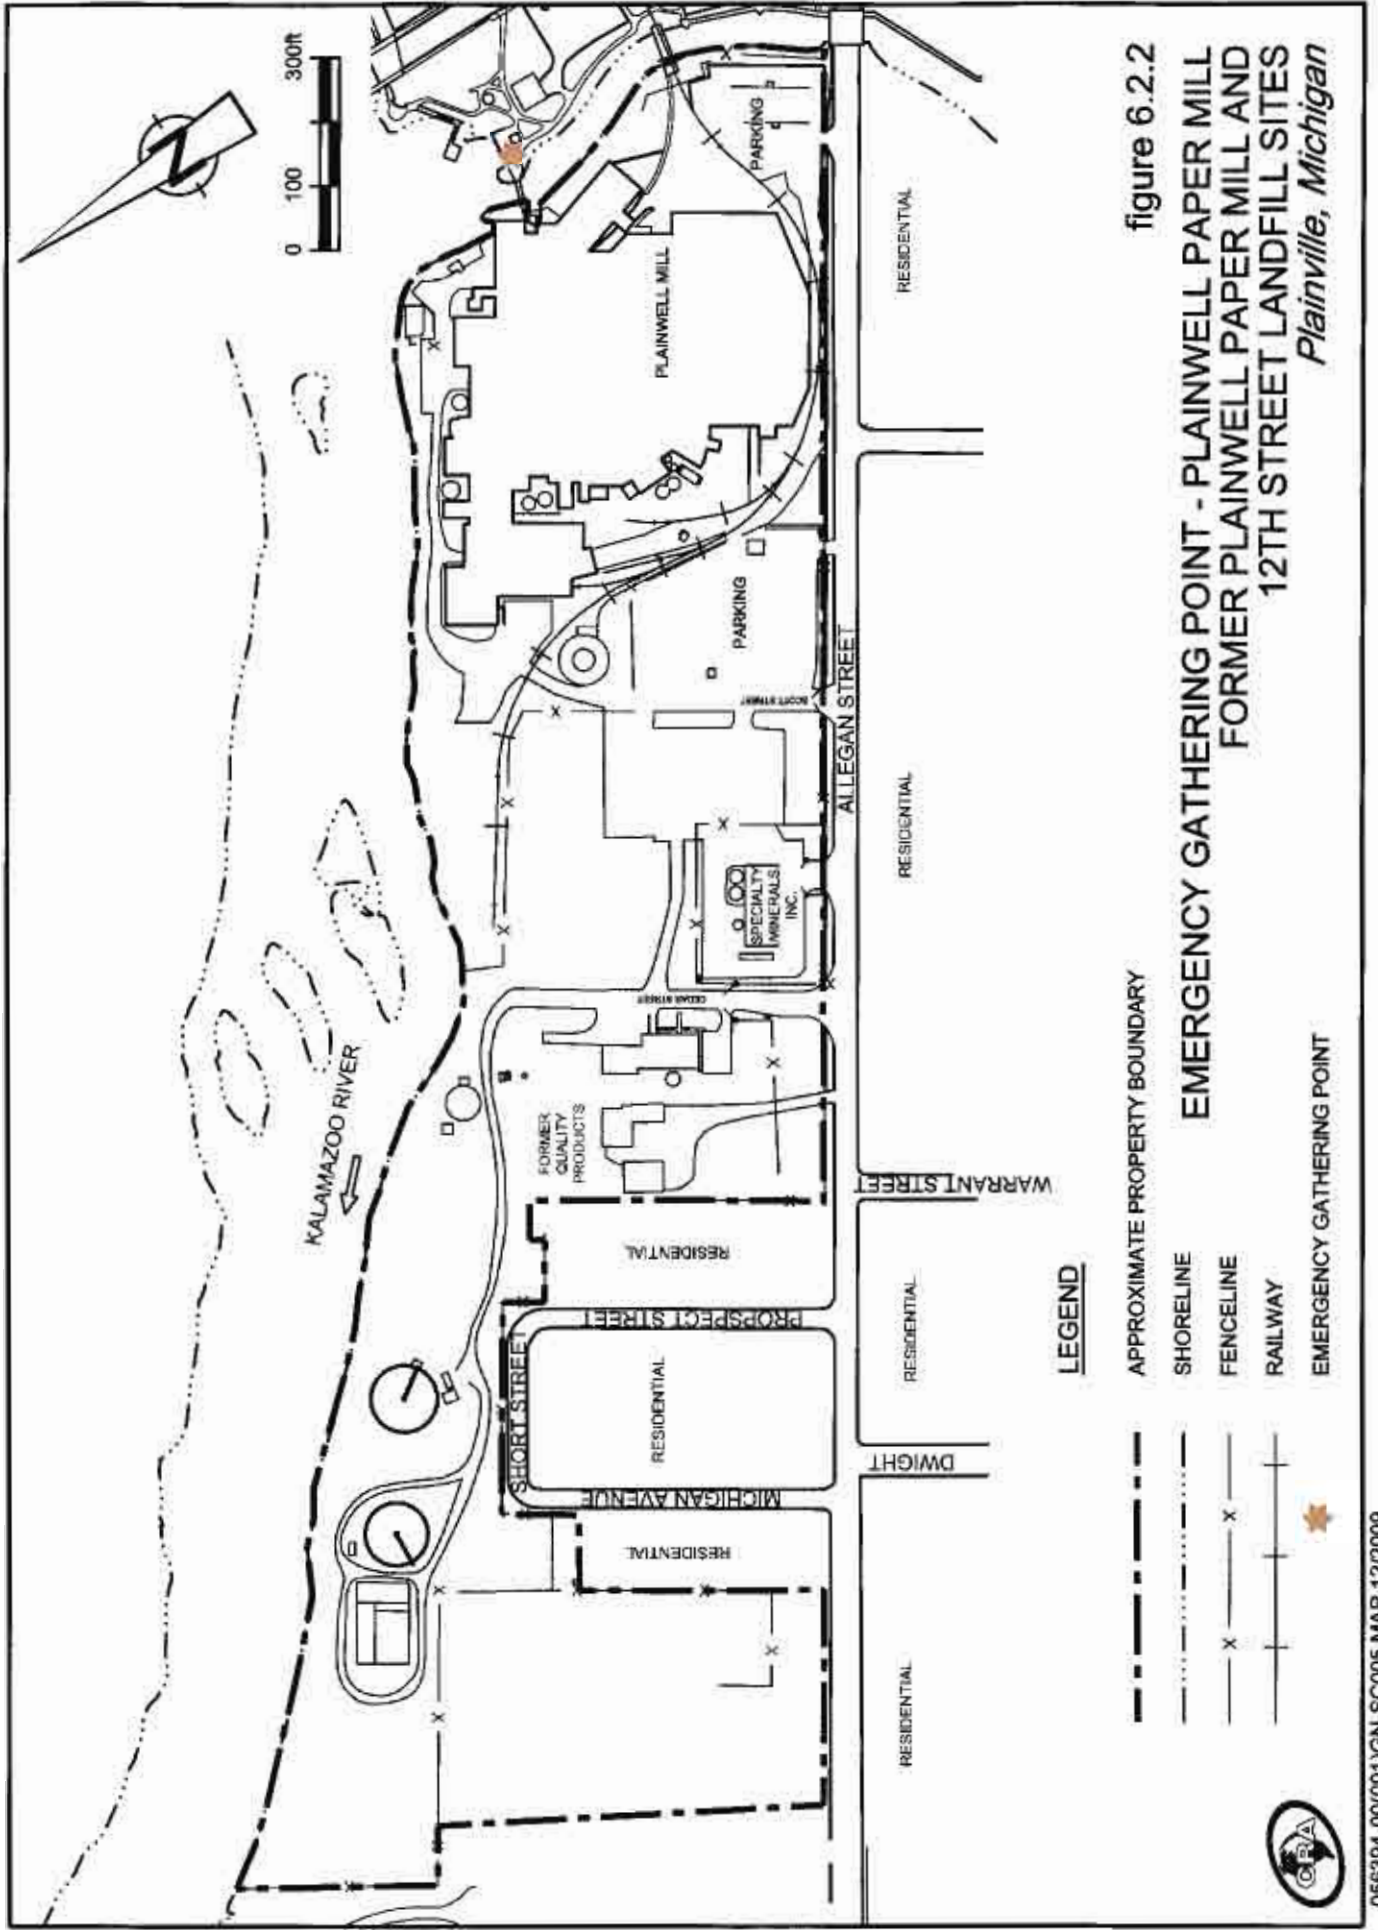 0 100 300ft
KALAMAZOO RIVER
PLAINWELL MILL
PARKING
PARKING
SCOTT STREET
SPECIALTY
MINERALS
INC.
CEDAR STREET
FORMER
QUALITY
PRODUCTS
RESIDENTIAL
PROPSPECT STREET
SHORT STREET
RESIDENTIAL
MICHIGAN AVENUE
RESIDENTIAL
ALLEGAN STREET
RESIDENTIAL
RESIDENTIAL
WARRANT STREET
RESIDENTIAL
DWIGHT
RESIDENTIAL
LEGEND
APPROXIMATE PROPERTY BOUNDARY
SHORELINE
FENCELINE
RAILWAY
EMERGENCY GATHERING POINT
figure 6.2.2
EMERGENCY GATHERING POINT - PLAINWELL PAPER MILL
FORMER PLAINWELL PAPER MILL AND
12TH STREET LANDFILL SITES
Plainville, Michigan
CRA